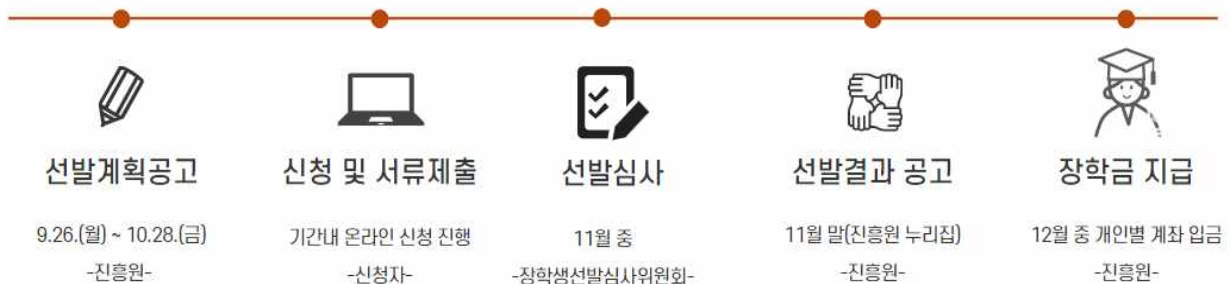 선발계획공고
9.26.(월) ~ 10.28.(금)
-진흥원-
신청 및 서류제출
기간내 온라인 신청 진행
-신청자-
선발심사
11월 중
-장학생선발심사위원회-
선발결과 공고
11월 말(진흥원 누리집)
-진흥원-
장학금 지급
12월 중 개인별 계좌 입금
-진흥원-